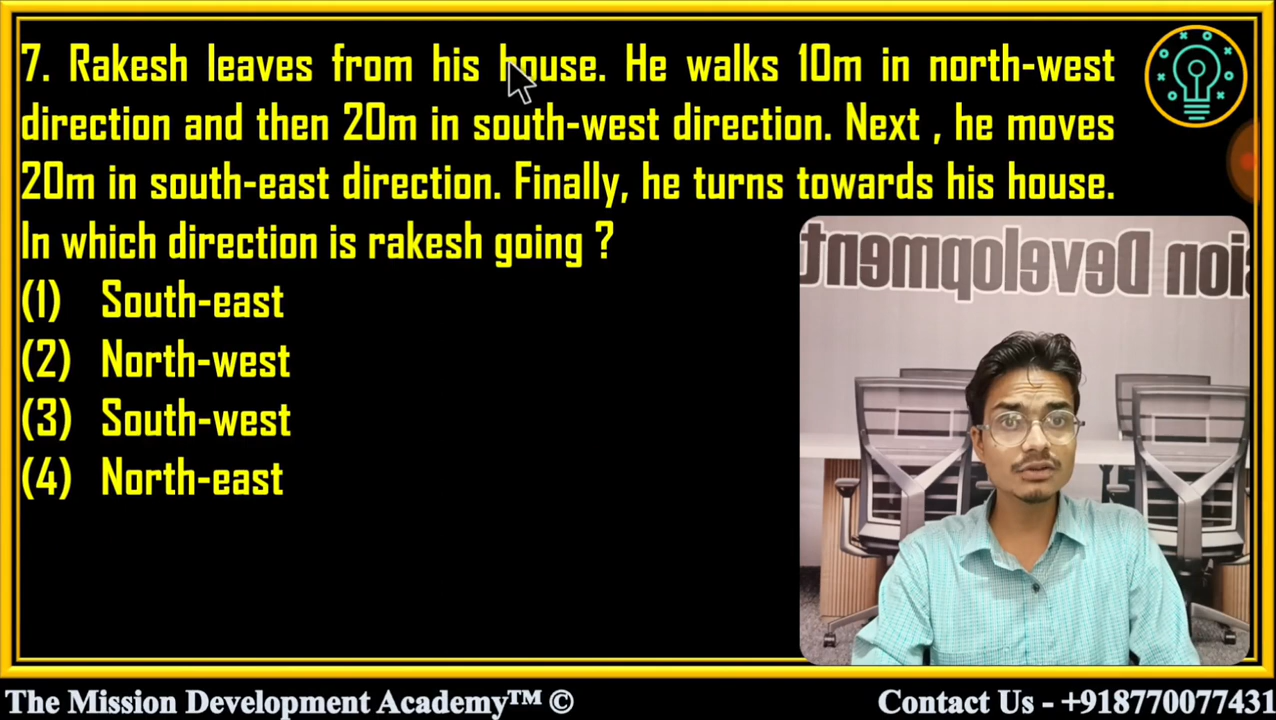 7. Rakesh leaves from his house. He walks 10m in north-west
direction and then 20m in south-west direction. Next , he moves
20m in south-east direction. Finally, he turns towards his house.
In which direction is rakesh going ?
(1) South-east
(2) North-west
(3) South-west
(4) North-east
sion Development
The Mission Development Academy™ ©
Contact Us - +918770077431